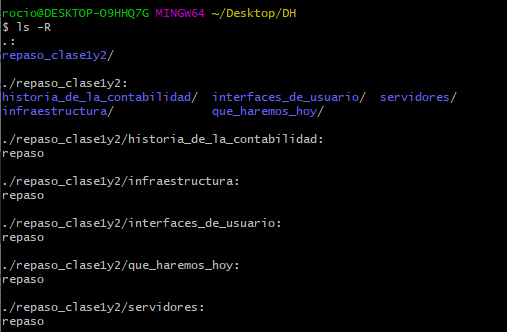 rocio@DESKTOP-O9HHQ7G MINGW64 ~/Desktop/DH
$ ls -R
.:
repaso_clase1y2/
./repaso_clase1y2:
historia_de_la_contabilidad/ interfaces_de_usuario/ servidores/
infraestructura/ que_haremos_hoy/
./repaso_clase1y2/historia_de_la_contabilidad:
repaso
./repaso_clase1y2/infraestructura:
repaso
./repaso_clase1y2/interfaces_de_usuario:
repaso
./repaso_clase1y2/que_haremos_hoy:
repaso
./repaso_clase1y2/servidores:
repaso